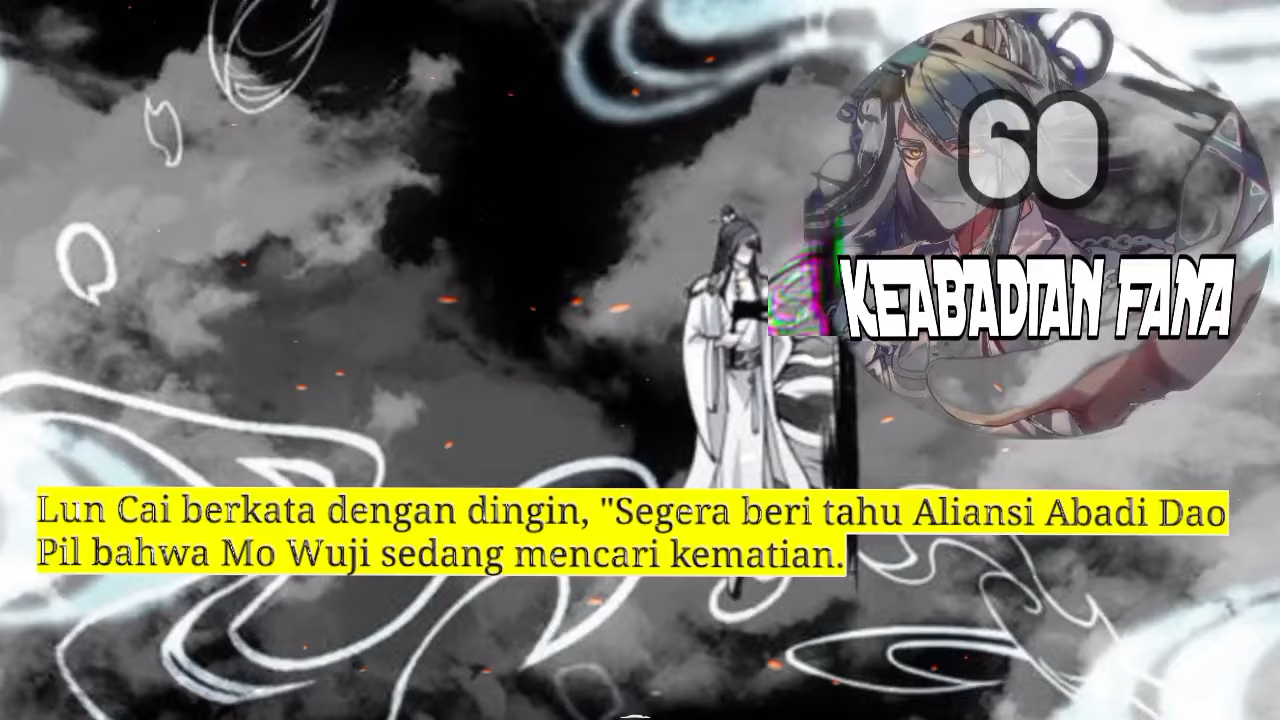 60
KEABADIAN FANA
Lun Cai berkata dengan dingin, "Segera beri tahu Aliansi Abadi Dao
Pil bahwa Mo Wuji sedang mencari kematian.